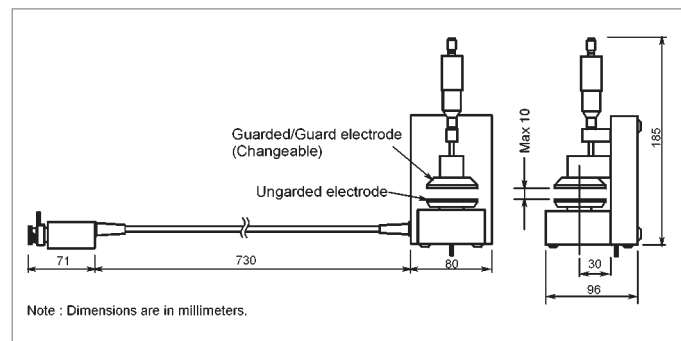 Guarded/Guard electrode
(Changeable)
Ungarded electrode
Max 10
185
71
730
80
30
96
Note : Dimensions are in millimeters.